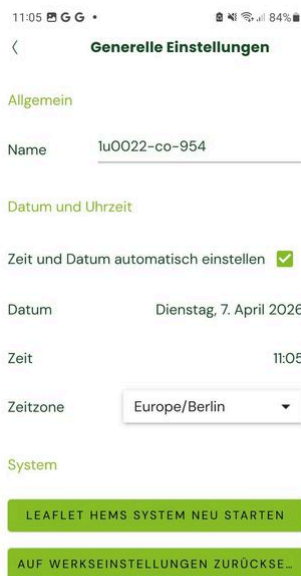 11:05 G G • 84%
Generelle Einstellungen
Allgemein
Name 1u0022-co-954
Datum und Uhrzeit
Zeit und Datum automatisch einstellen
Datum Dienstag, 7. April 2026
Zeit 11:05
Zeitzone Europe/Berlin
System
LEAFLET HEMS SYSTEM NEU STARTEN
AUF WERKSEINSTELLUNGEN ZURÜCKSE...